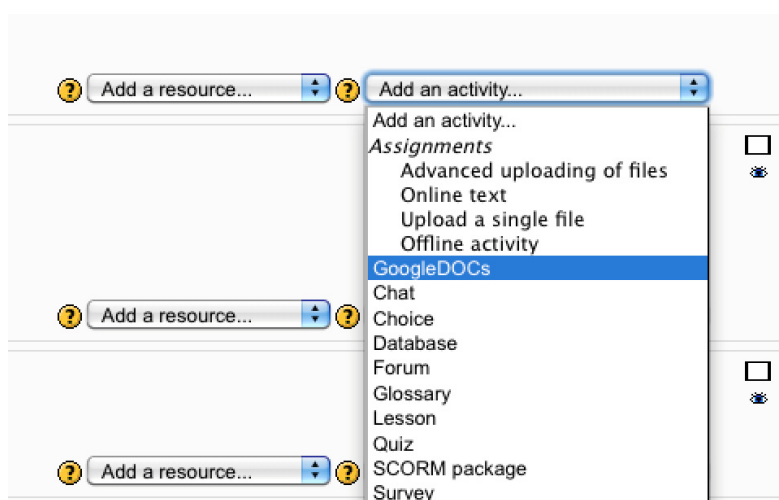 Add a resource... Add an activity...
Add an activity...
Assignments
Advanced uploading of files
Online text
Upload a single file
Offline activity
GoogleDOCs
Chat
Add a resource...
Choice
Database
Forum
Glossary
Lesson
Quiz
Add a resource...
SCORM package
Survey